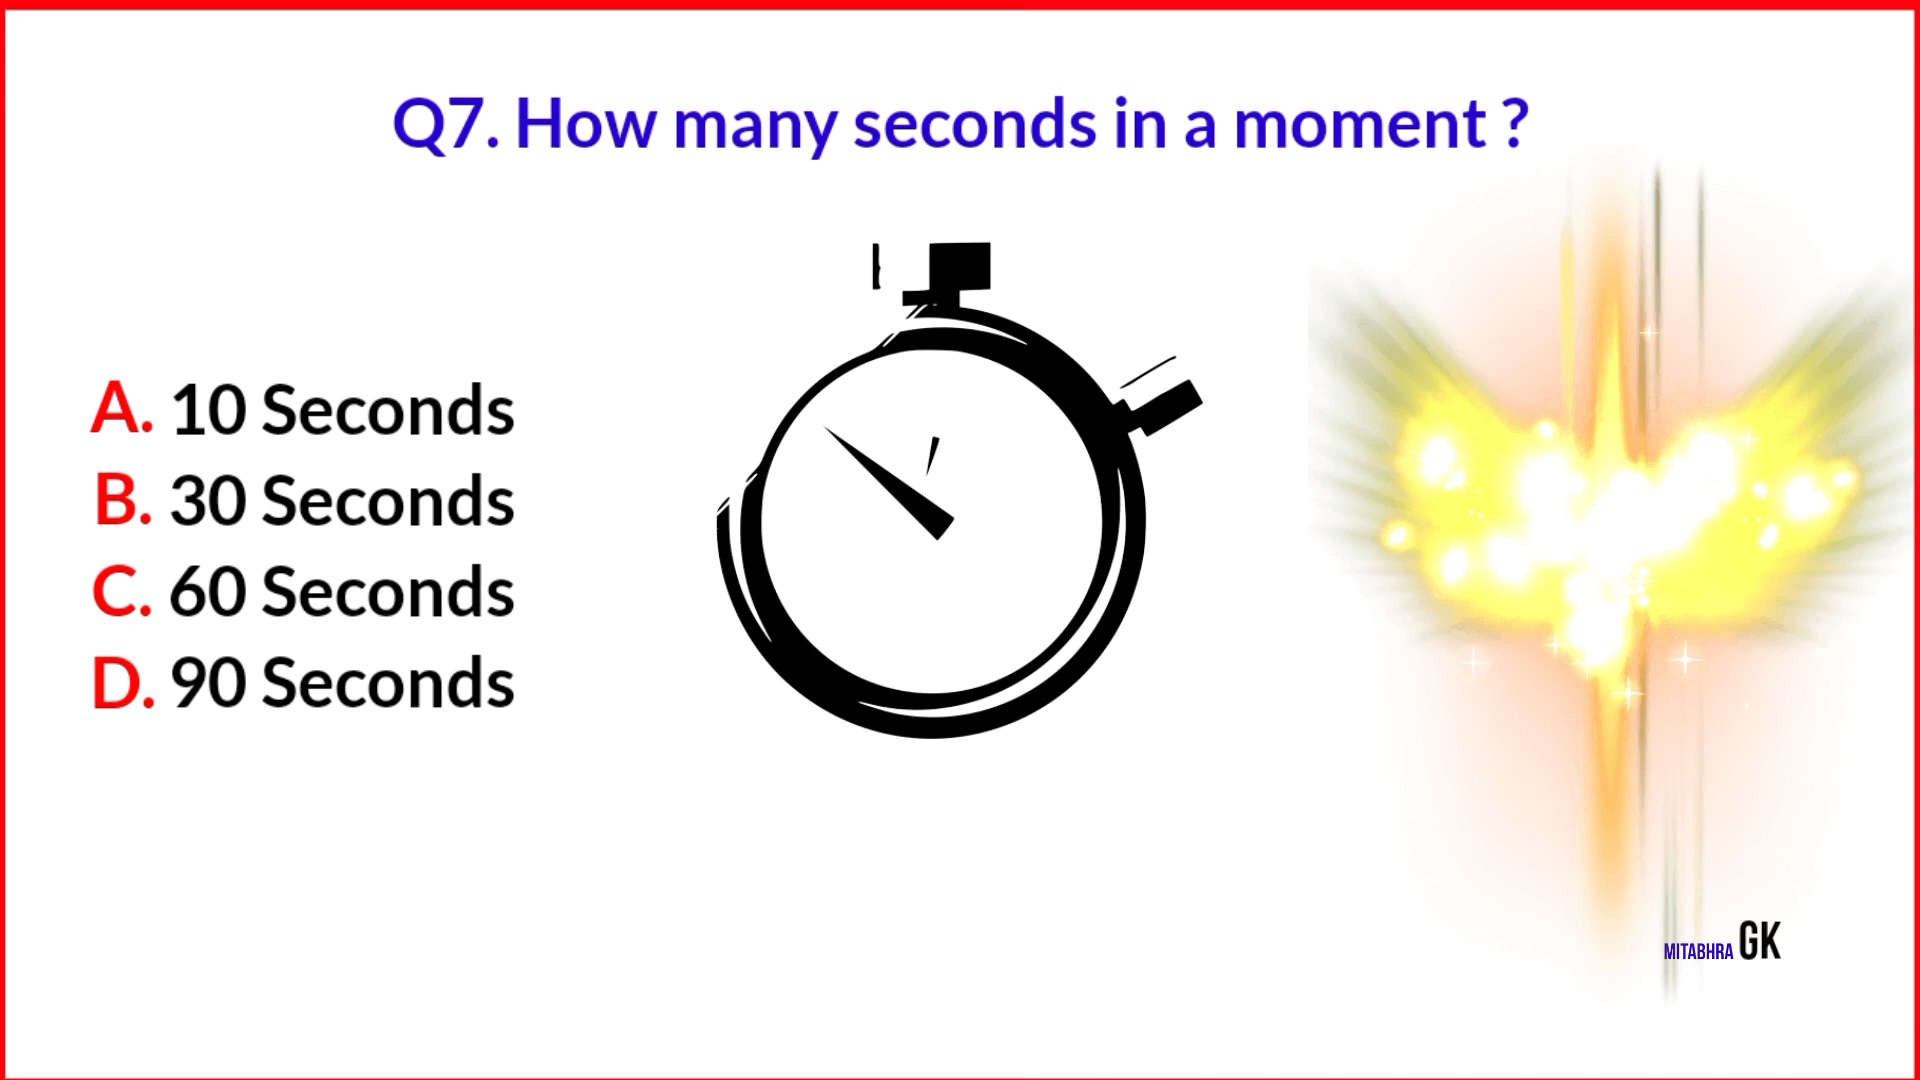 Q7. How many seconds in a moment ?
A. 10 Seconds
B. 30 Seconds
C. 60 Seconds
D. 90 Seconds
MITABHRA GK